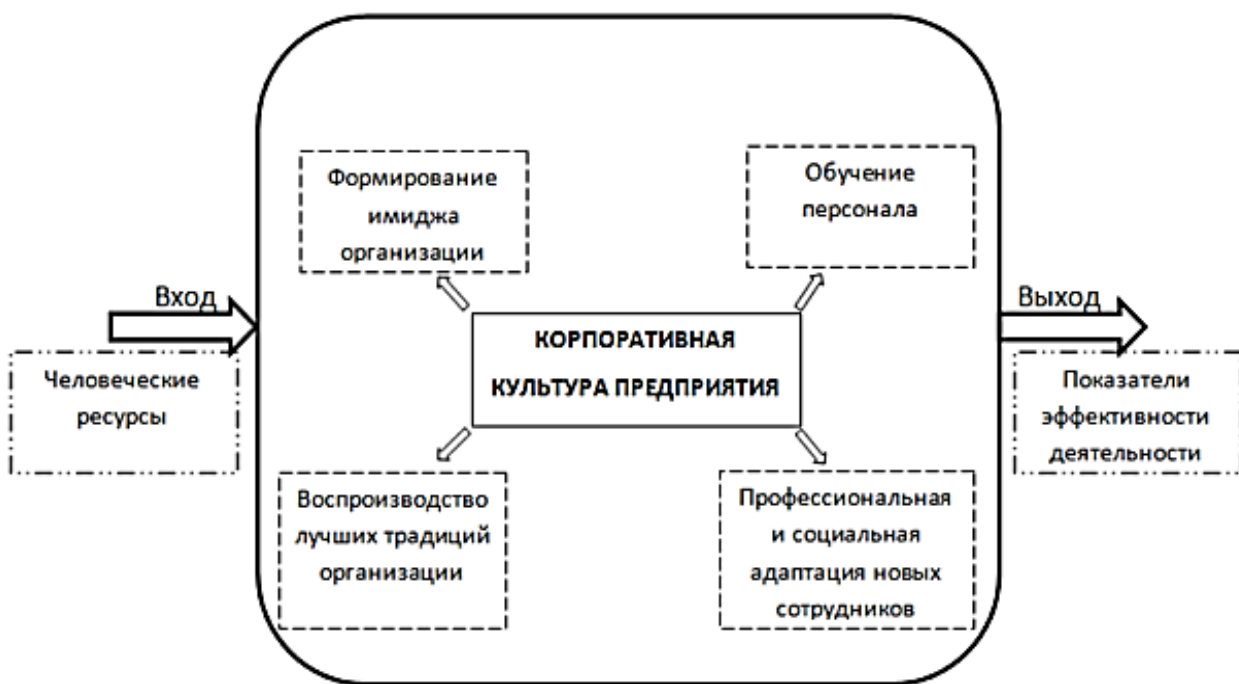 Формирование
имиджа
организации
Обучение
персонала
Вход
Человеческие
ресурсы
КОРПОРАТИВНАЯ
КУЛЬТУРА ПРЕДПРИЯТИЯ
Выход
Показатели
эффективности
деятельности
Воспроизводство
лучших традиций
организации
Профессиональная
и социальная
адаптация новых
сотрудников